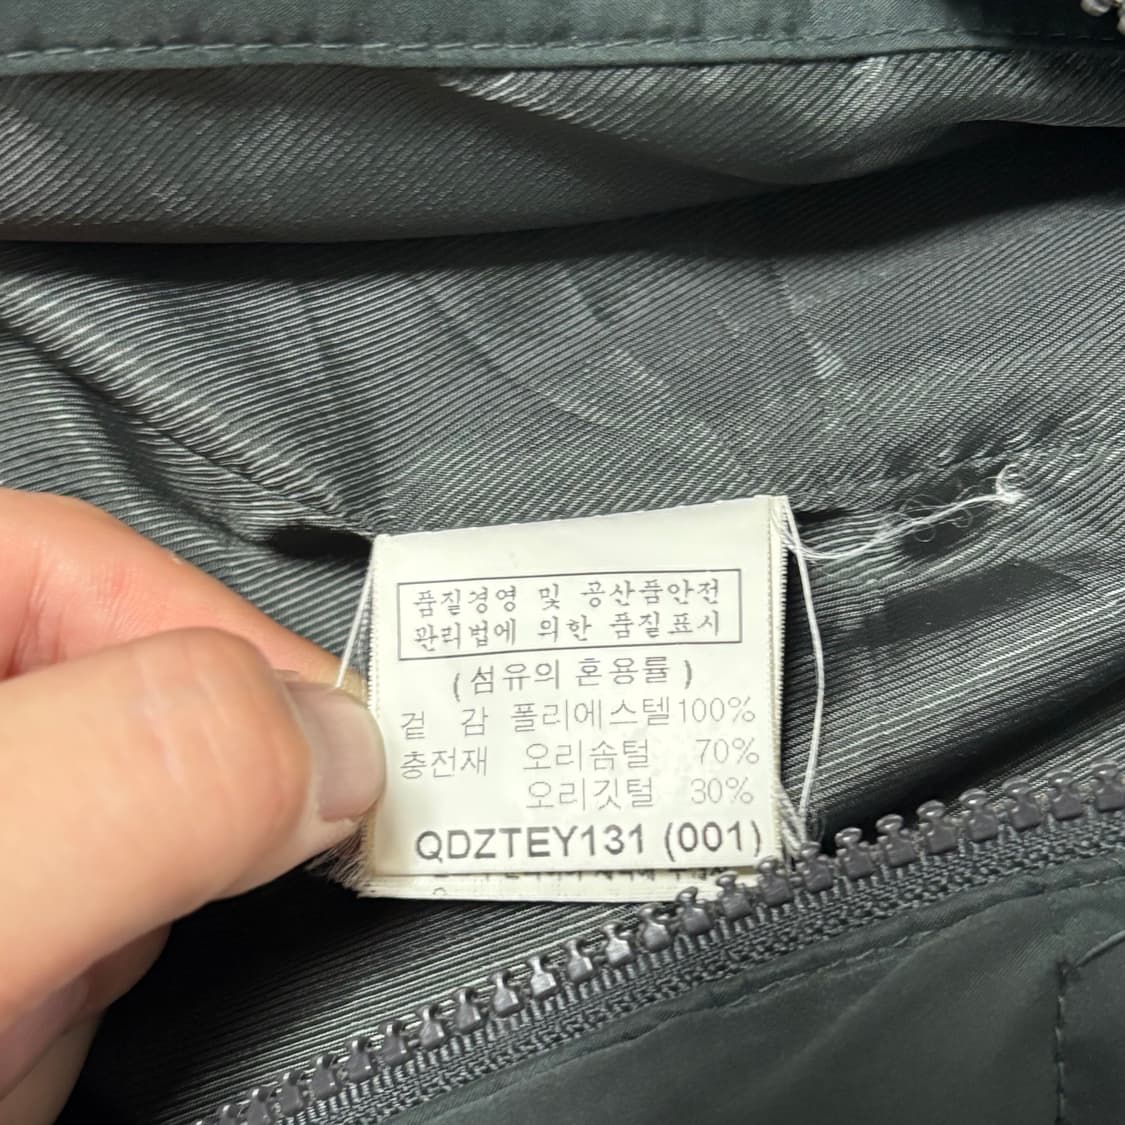 품질경영 및 공산품안전
관리법에 의한 품질표시
(섬유의 혼용률)
겉 감 폴리에스텔100%
충전재 오리솜털 70%
오리깃털 30%
QDZTEY131 (001)